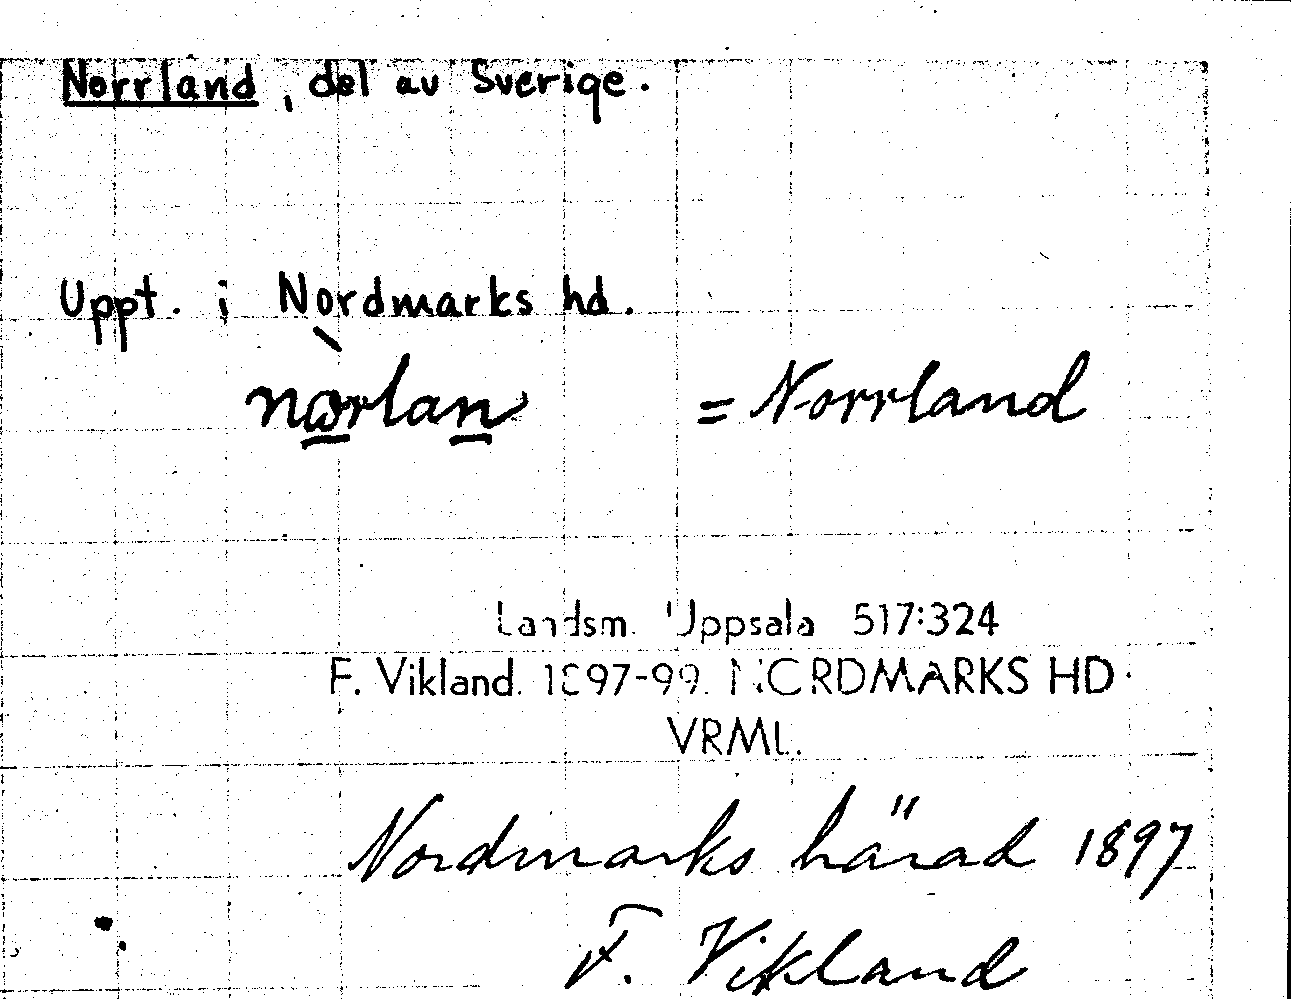 Norrland, del av Sverige.
Uppt. i Nordmarks hd.
nørlan = Norrland
Landsm. Uppsala 517:324
F. Vikland. 1897-99. NORDMARKS HD.
VRML.
Nordmarks härad 1897
F. Vikland